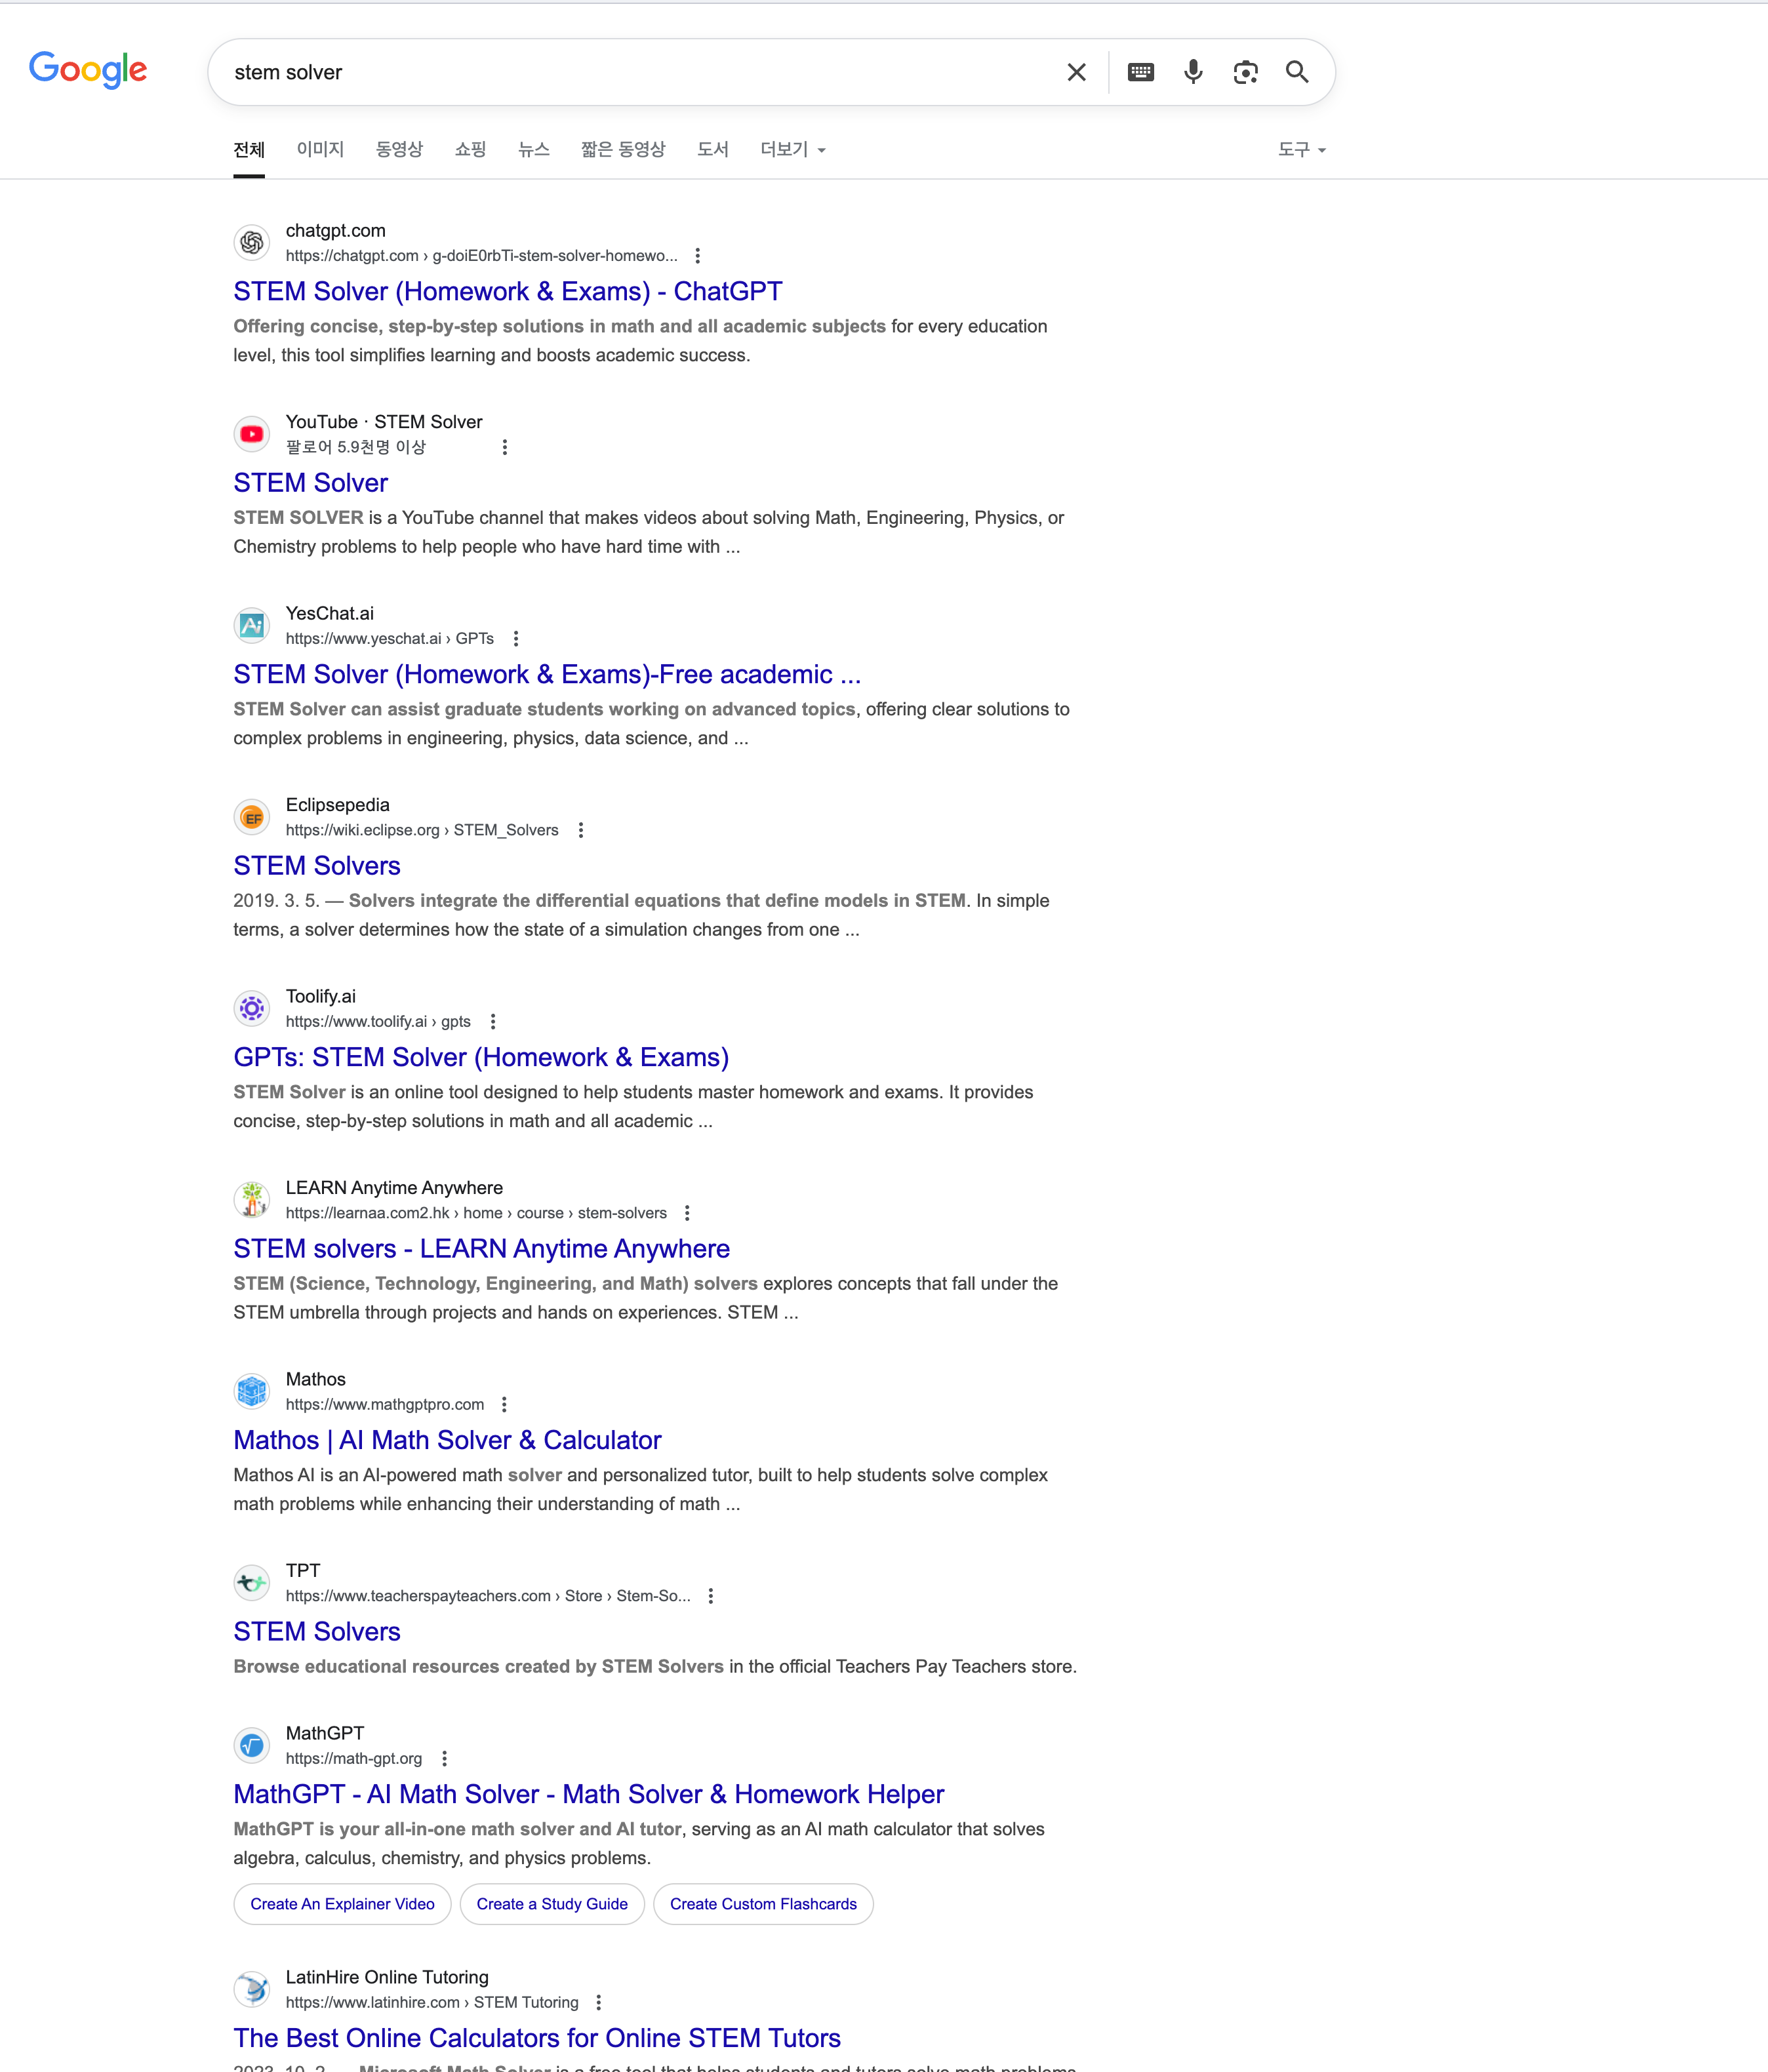 Google
stem solver
전체 이미지 동영상 쇼핑 뉴스 짧은 동영상 도서 더보기 도구
chatgpt.com
https://chatgpt.com › g-doiE0rbTi-stem-solver-homewo...
STEM Solver (Homework & Exams) - ChatGPT
Offering concise, step-by-step solutions in math and all academic subjects for every education
level, this tool simplifies learning and boosts academic success.
YouTube · STEM Solver
팔로어 5.9천명 이상
STEM Solver
STEM SOLVER is a YouTube channel that makes videos about solving Math, Engineering, Physics, or
Chemistry problems to help people who have hard time with ...
Ai
YesChat.ai
https://www.yeschat.ai › GPTs
STEM Solver (Homework & Exams)-Free academic ...
STEM Solver can assist graduate students working on advanced topics, offering clear solutions to
complex problems in engineering, physics, data science, and ...
EF
Eclipsepedia
https://wiki.eclipse.org › STEM_Solvers
STEM Solvers
2019. 3. 5. — Solvers integrate the differential equations that define models in STEM. In simple
terms, a solver determines how the state of a simulation changes from one ...
Toolify.ai
https://www.toolify.ai › gpts
GPTs: STEM Solver (Homework & Exams)
STEM Solver is an online tool designed to help students master homework and exams. It provides
concise, step-by-step solutions in math and all academic ...
LEARN Anytime Anywhere
https://learnaa.com2.hk › home › course › stem-solvers
STEM solvers - LEARN Anytime Anywhere
STEM (Science, Technology, Engineering, and Math) solvers explores concepts that fall under the
STEM umbrella through projects and hands on experiences. STEM ...
Mathos
https://www.mathgptpro.com
Mathos | AI Math Solver & Calculator
Mathos AI is an AI-powered math solver and personalized tutor, built to help students solve complex
math problems while enhancing their understanding of math ...
TPT
https://www.teacherspayteachers.com › Store › Stem-So...
STEM Solvers
Browse educational resources created by STEM Solvers in the official Teachers Pay Teachers store.
MathGPT
https://math-gpt.org
MathGPT - AI Math Solver - Math Solver & Homework Helper
MathGPT is your all-in-one math solver and AI tutor, serving as an AI math calculator that solves
algebra, calculus, chemistry, and physics problems.
Create An Explainer Video Create a Study Guide Create Custom Flashcards
LatinHire Online Tutoring
https://www.latinhire.com › STEM Tutoring
The Best Online Calculators for Online STEM Tutors
2023. 10. 2. — Microsoft Math Solver is a free tool that helps students and tutors solve math problems